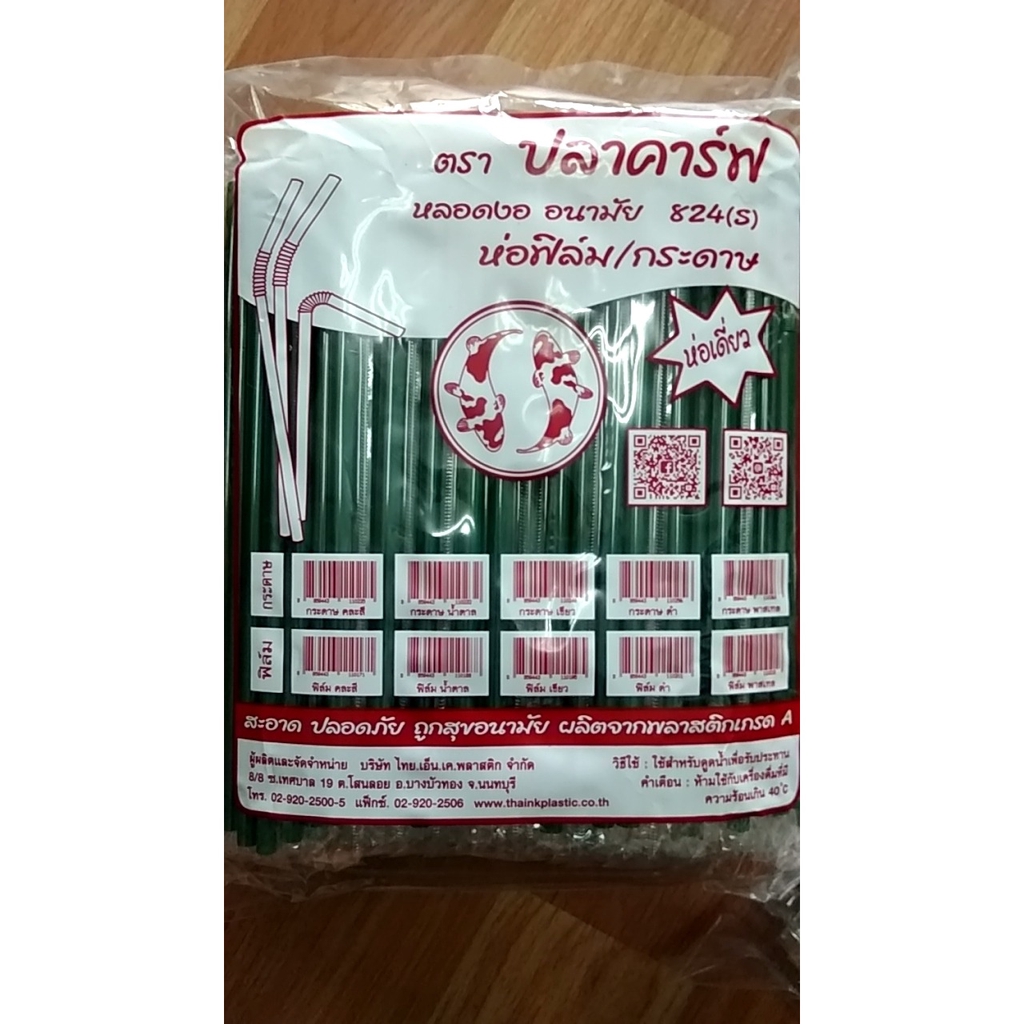 ตรา ปลาคาร์ฟ
หลอดงอ อนามัย 824(S)
ห่อฟิล์ม/กระดาษ
ห่อเดี่ยว
กระดาษ
กระดาษ คละสี
กระดาษ น้ำตาล
กระดาษ เขียว
กระดาษ ดำ
กระดาษ พาสเทล
ฟิล์ม
ฟิล์ม คละสี
ฟิล์ม น้ำตาล
ฟิล์ม เขียว
ฟิล์ม ดำ
ฟิล์ม พาสเทล
สะอาด ปลอดภัย ถูกสุขอนามัย ผลิตจากพลาสติกเกรด A
ผู้ผลิตและจัดจำหน่าย บริษัท ไทย.เอ็น.เค.พลาสติก จำกัด
8/8 ซ.เทศบาล 19 ต.โสนลอย อ.บางบัวทอง จ.นนทบุรี
โทร. 02-920-2500-5 แฟ็กซ์. 02-920-2506 www.thainkplastic.co.th
วิธีใช้ : ใช้สำหรับดูดน้ำเพื่อรับประทาน
คำเตือน : ห้ามใช้กับเครื่องดื่มที่มี
ความร้อนเกิน 40°C